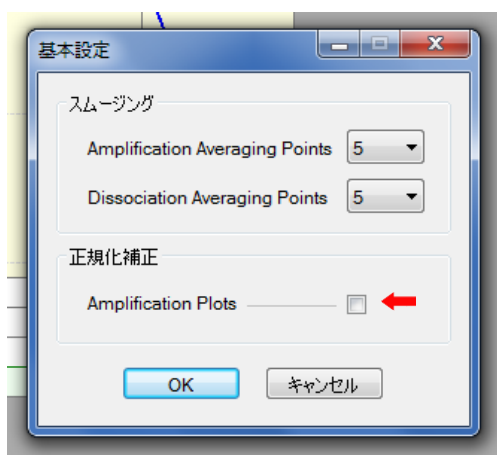 基本設定
スムージング
Amplification Averaging Points 5
Dissociation Averaging Points 5
正規化補正
Amplification Plots
OK キャンセル